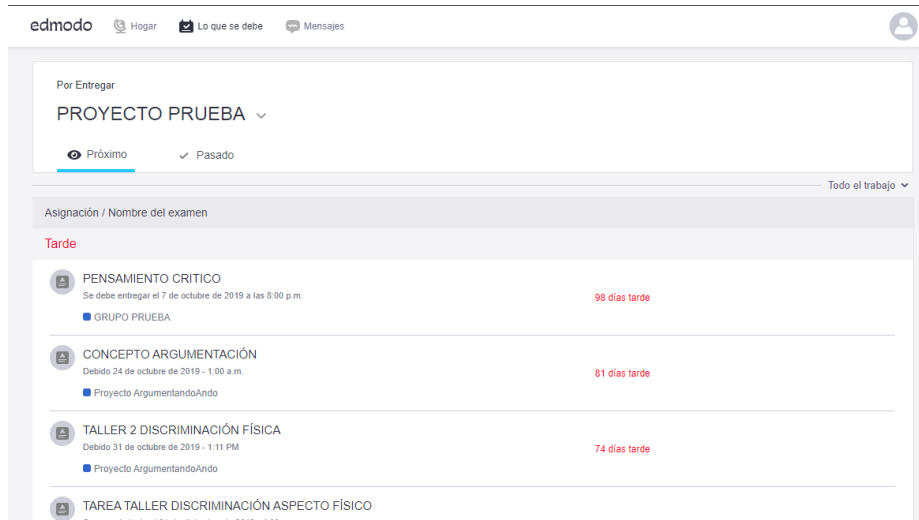 edmodo Hogar Lo que se debe Mensajes
Por Entregar
PROYECTO PRUEBA
Próximo Pasado
Todo el trabajo
Asignación / Nombre del examen
Tarde
PENSAMIENTO CRITICO
Se debe entregar el 7 de octubre de 2019 a las 8:00 p.m.
98 días tarde
GRUPO PRUEBA
CONCEPTO ARGUMENTACIÓN
Debido 24 de octubre de 2019 - 1:00 a.m.
81 días tarde
Proyecto ArgumentandoAndo
TALLER 2 DISCRIMINACIÓN FÍSICA
Debido 31 de octubre de 2019 - 1:11 PM
74 días tarde
Proyecto ArgumentandoAndo
TAREA TALLER DISCRIMINACIÓN ASPECTO FÍSICO